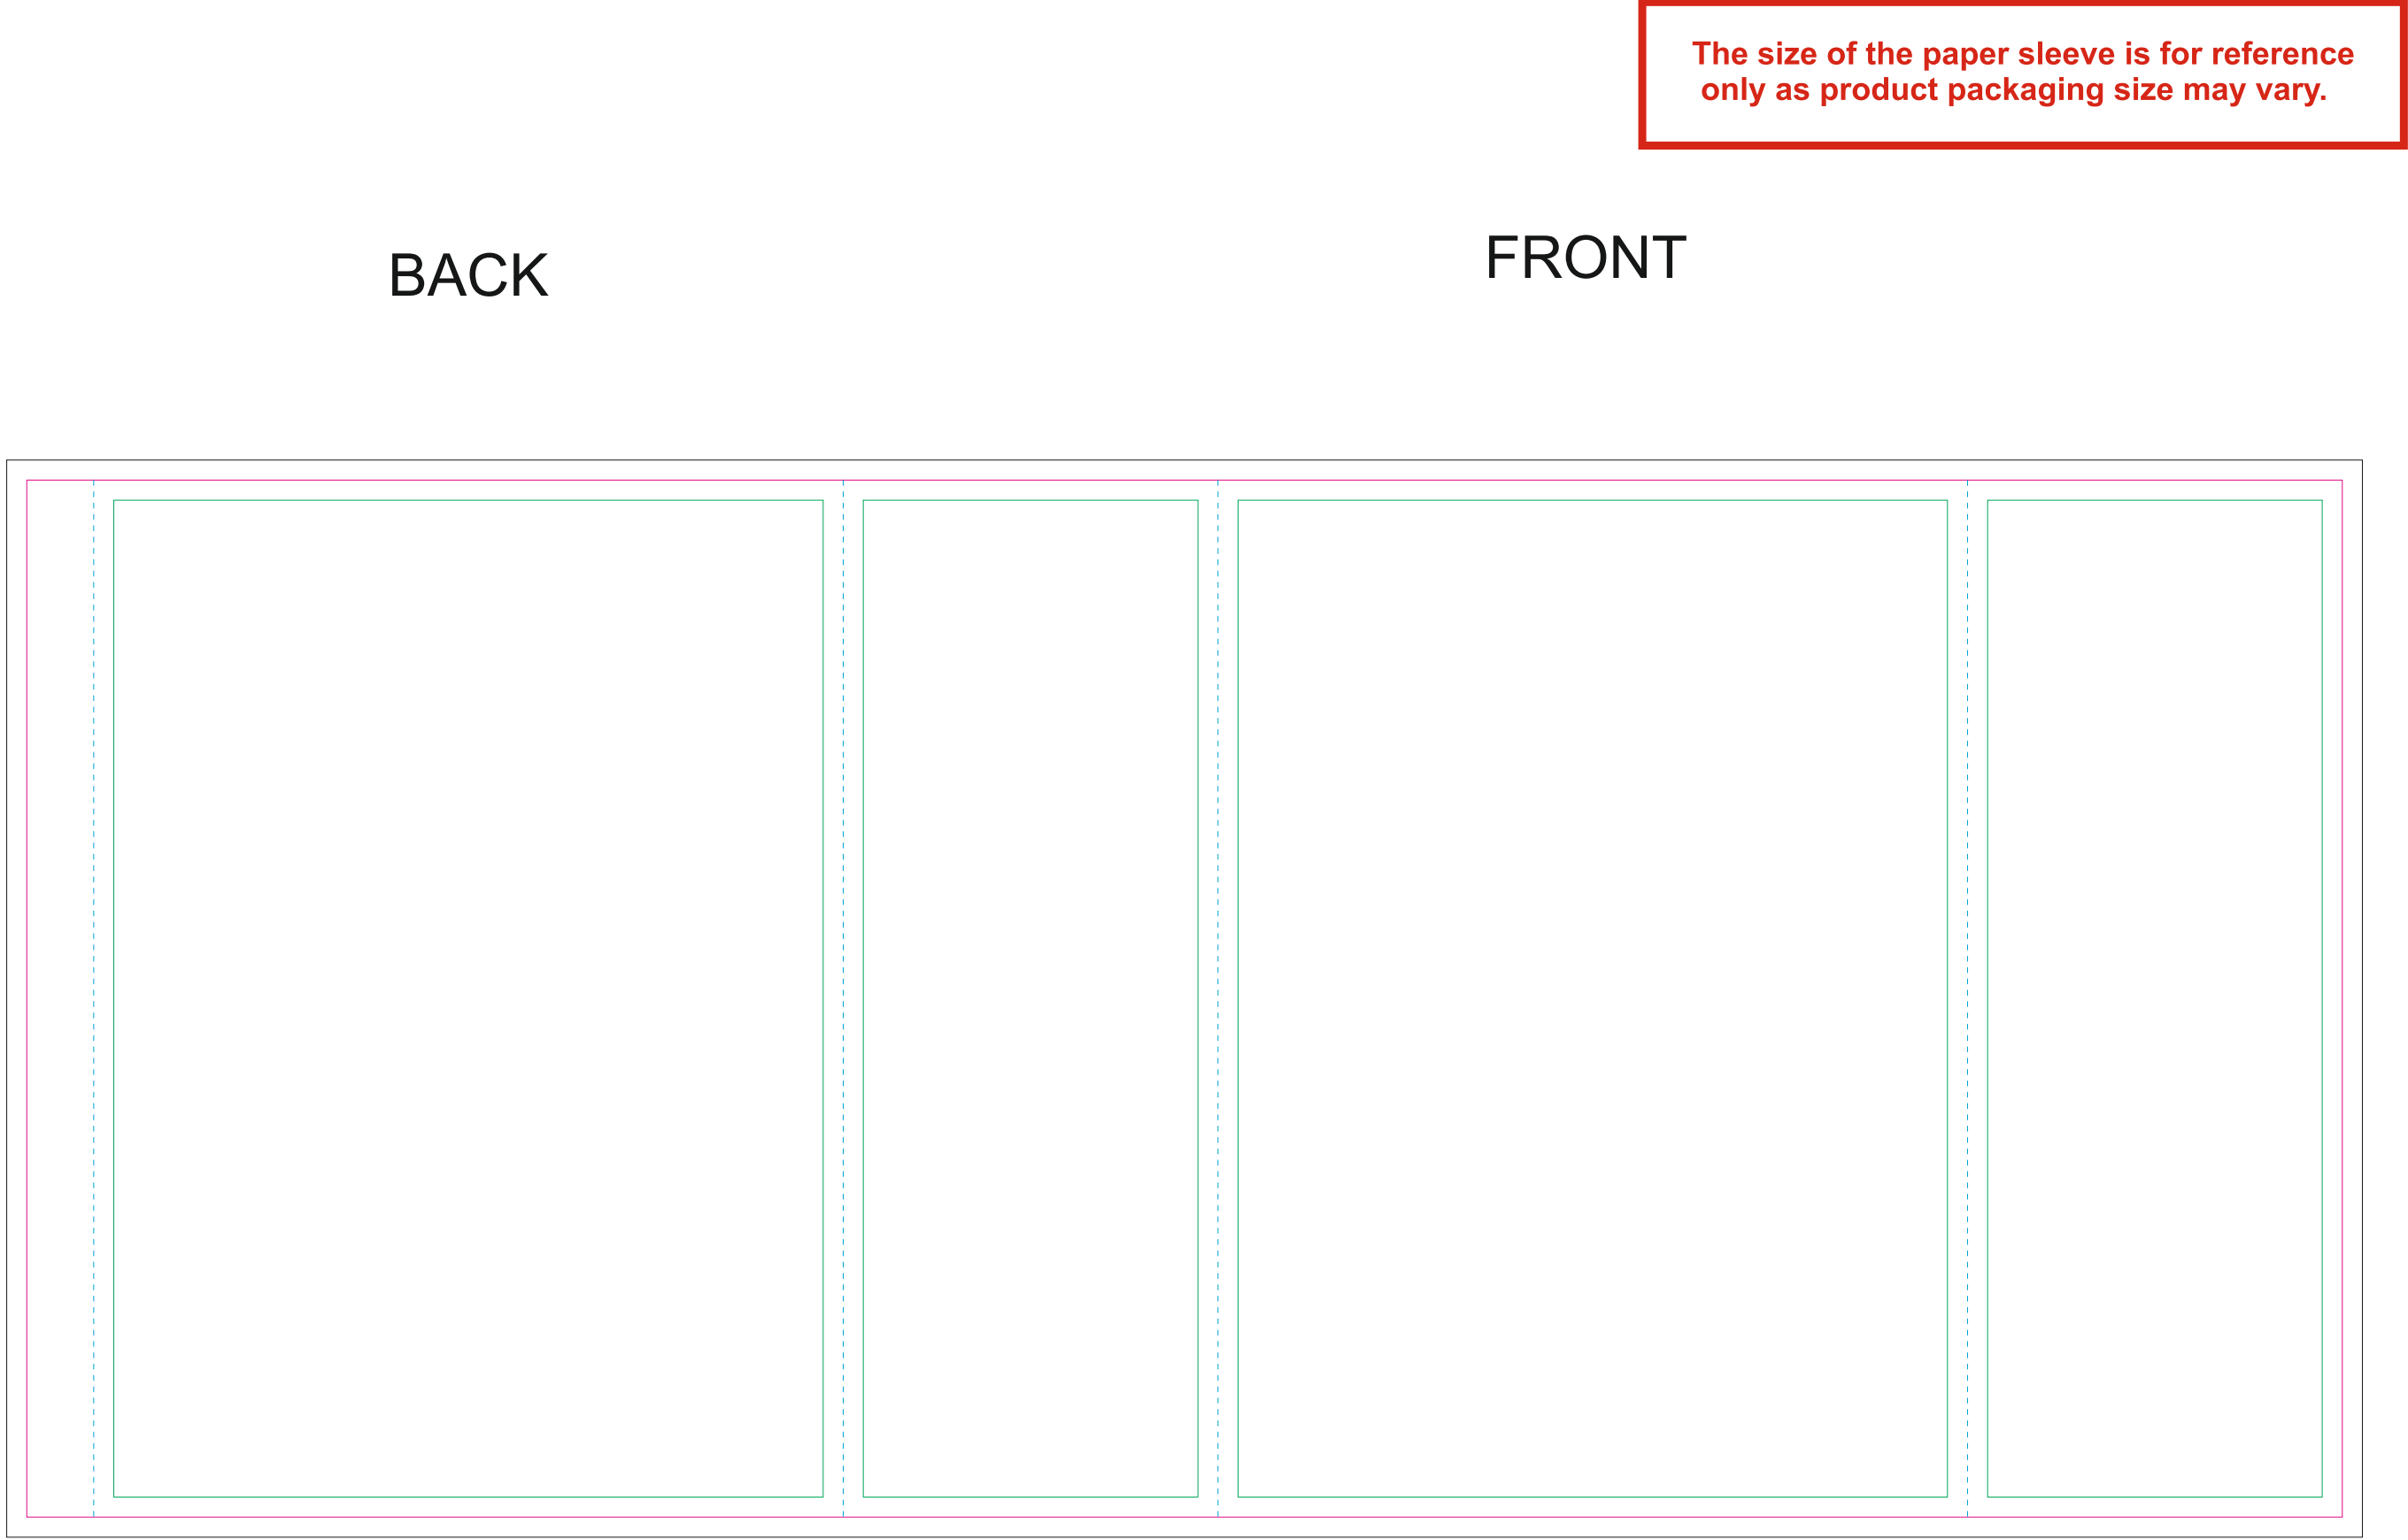 The size of the paper sleeve is for reference
only as product packaging size may vary.
BACK
FRONT